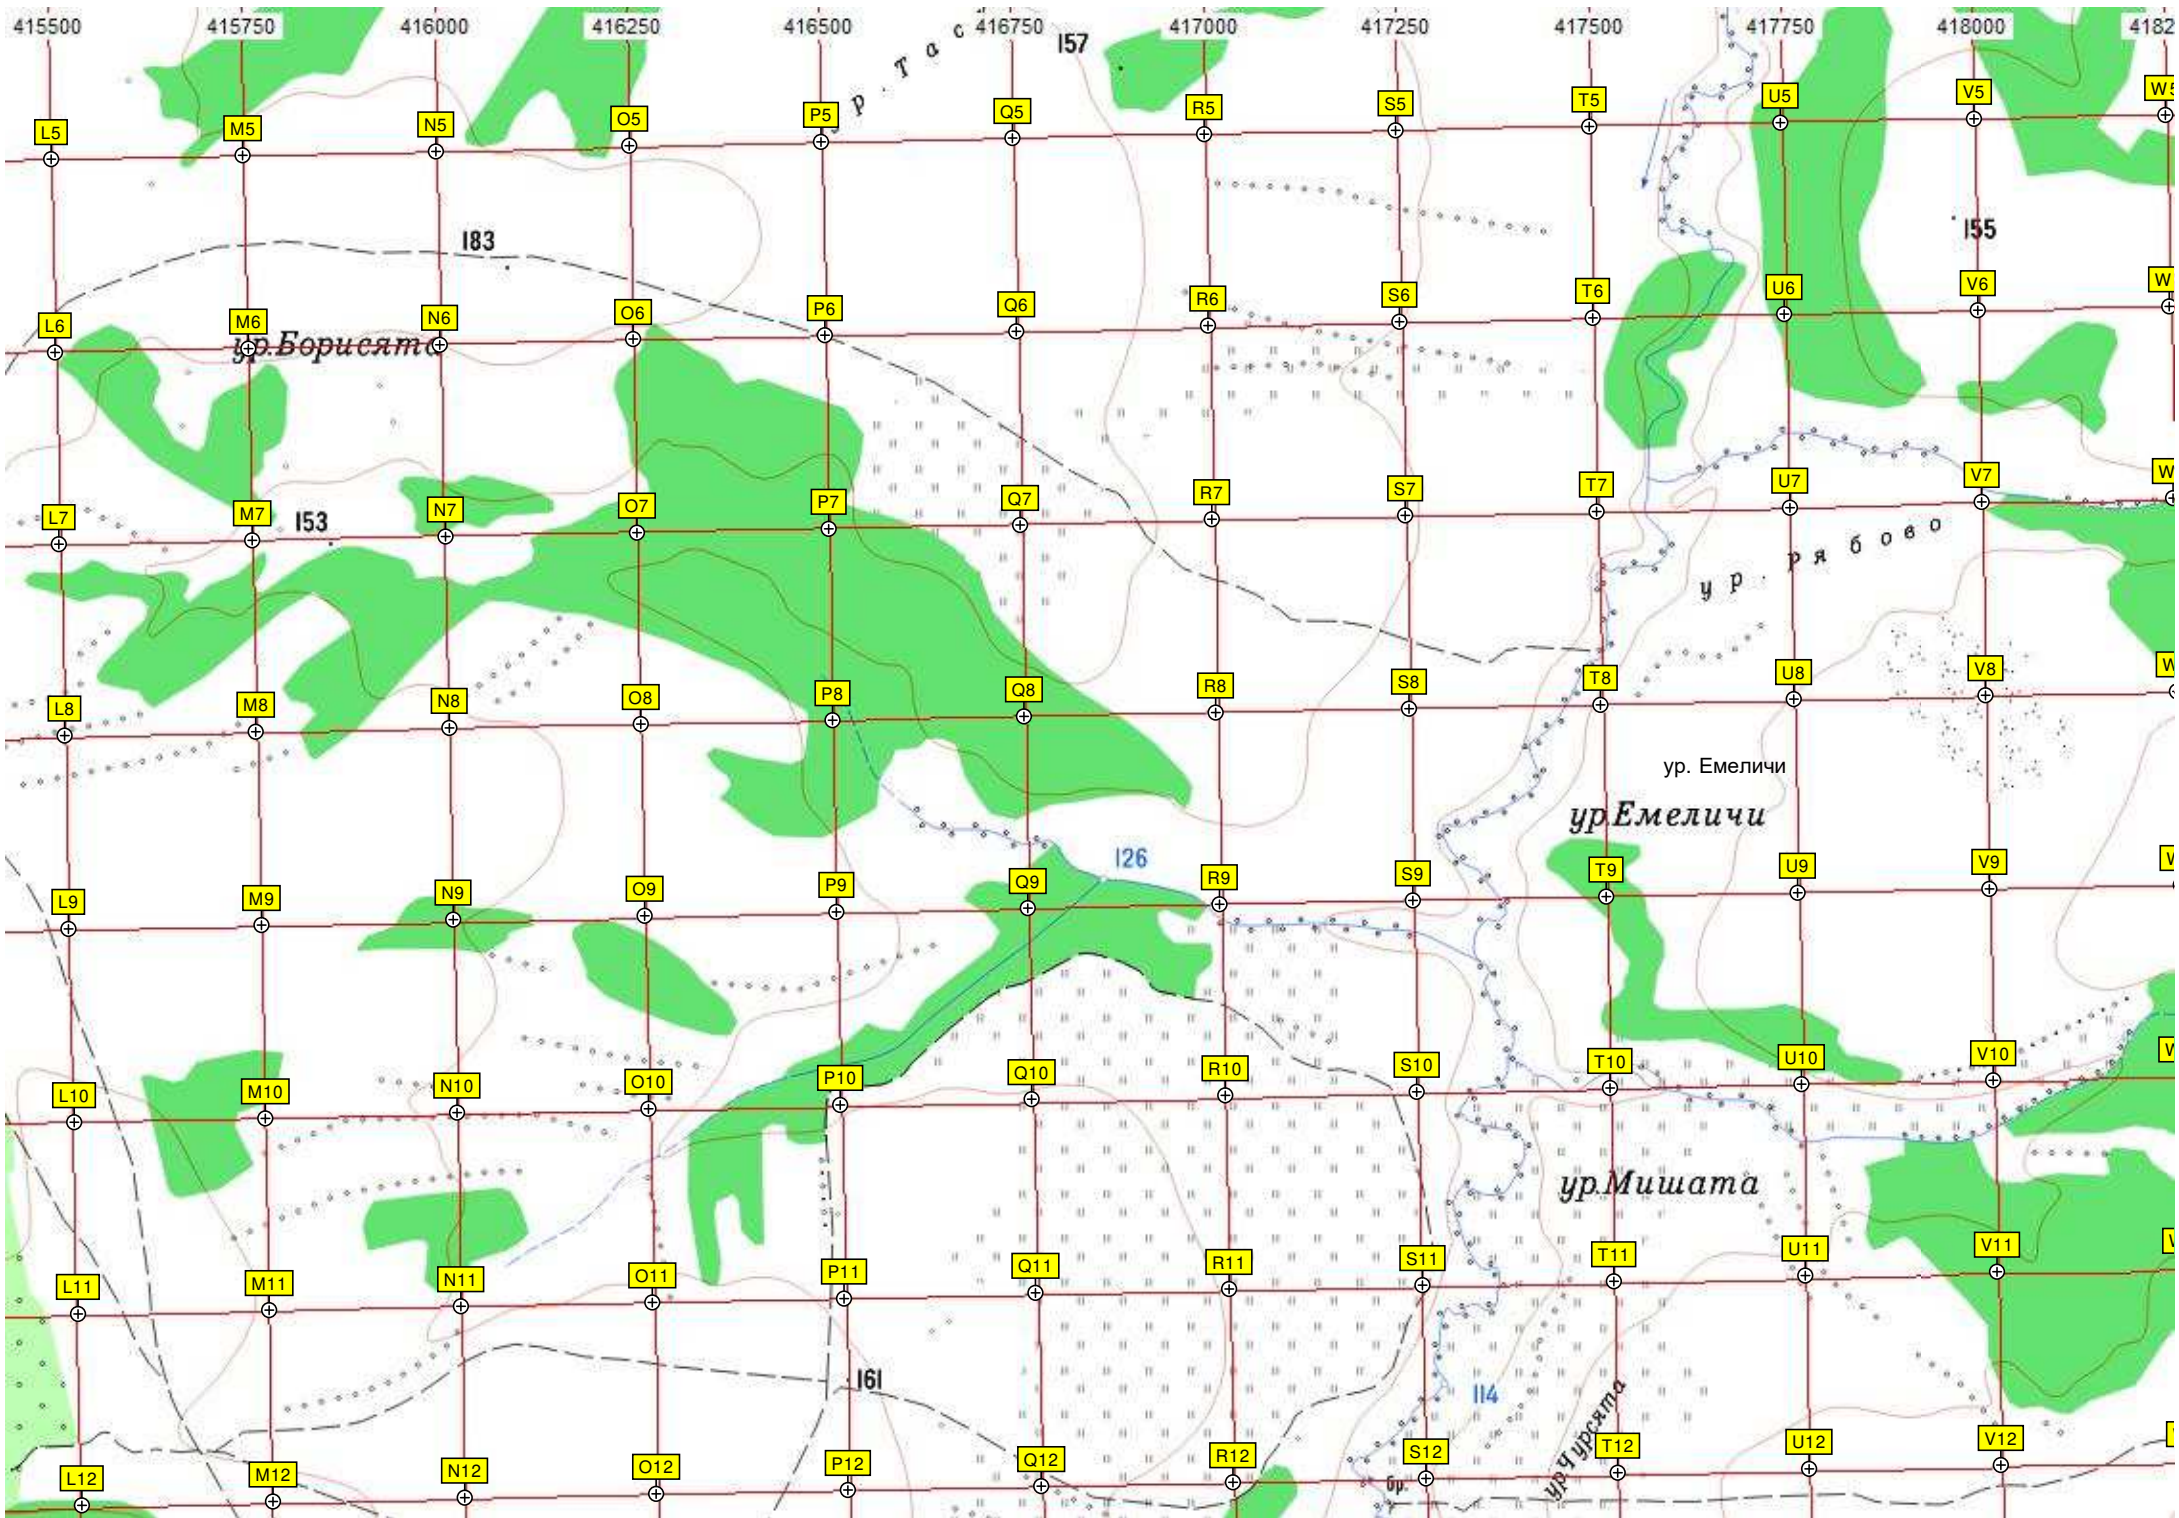 415500 415750 416000 416250 416500 416750 417000 417250 417500 417750 418000 4182
р. Тас
157
L5 M5 N5 O5 P5 Q5 R5 S5 T5 U5 V5 W5
183
155
L6 M6 N6 O6 P6 Q6 R6 S6 T6 U6 V6 W
ур.Борисята
L7 M7 N7 O7 P7 Q7 R7 S7 T7 U7 V7 W
153
ур. рябово
L8 M8 N8 O8 P8 Q8 R8 S8 T8 U8 V8 W
ур. Емеличи
ур.Емеличи
126
L9 M9 N9 O9 P9 Q9 R9 S9 T9 U9 V9 W
L10 M10 N10 O10 P10 Q10 R10 S10 T10 U10 V10 W
ур.Мишата
L11 M11 N11 O11 P11 Q11 R11 S11 T11 U11 V11 W
161
114
ур.Чурсята
L12 M12 N12 O12 P12 Q12 R12 S12 T12 U12 V12
бр.